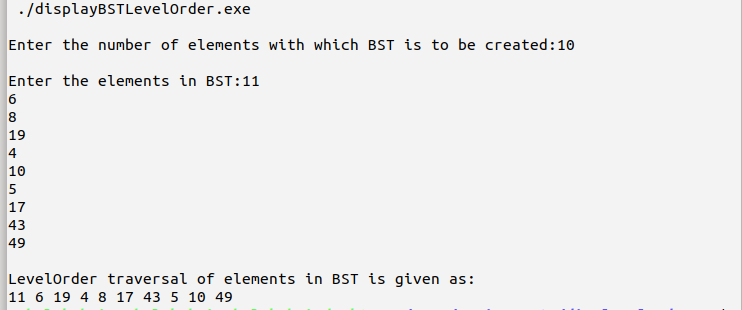 ./displayBSTLevelOrder.exe
Enter the number of elements with which BST is to be created:10
Enter the elements in BST:11
6
8
19
4
10
5
17
43
49
LevelOrder traversal of elements in BST is given as:
11 6 19 4 8 17 43 5 10 49